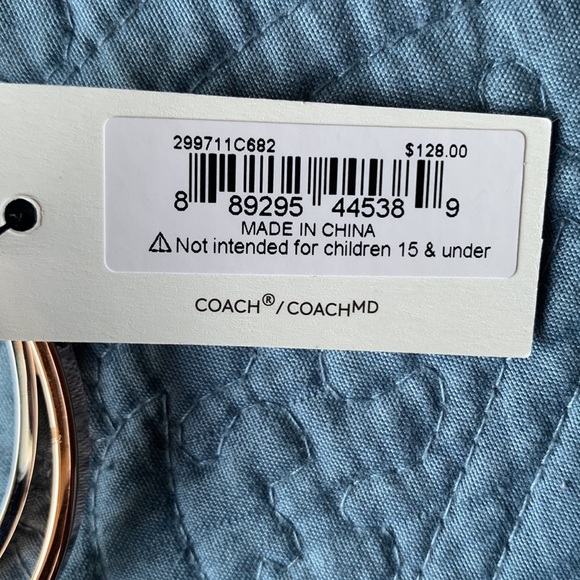 299711C682 $128.00
8 89295 44538 9
MADE IN CHINA
⚠ Not intended for children 15 & under
COACH®/COACHMD